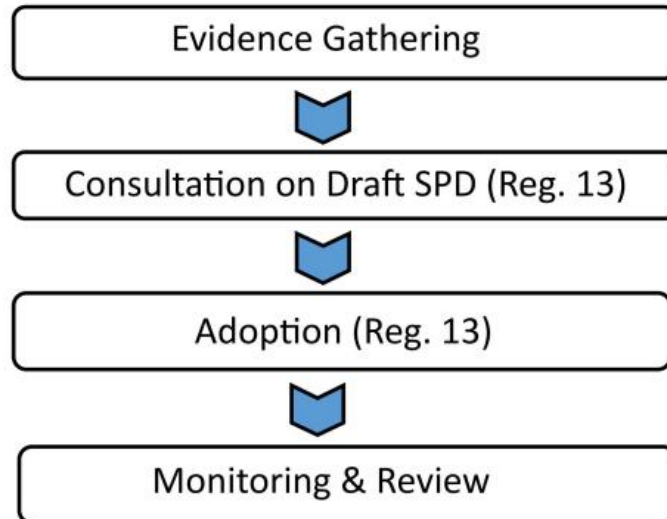 Evidence Gathering
Consultation on Draft SPD (Reg. 13)
Adoption (Reg. 13)
Monitoring & Review